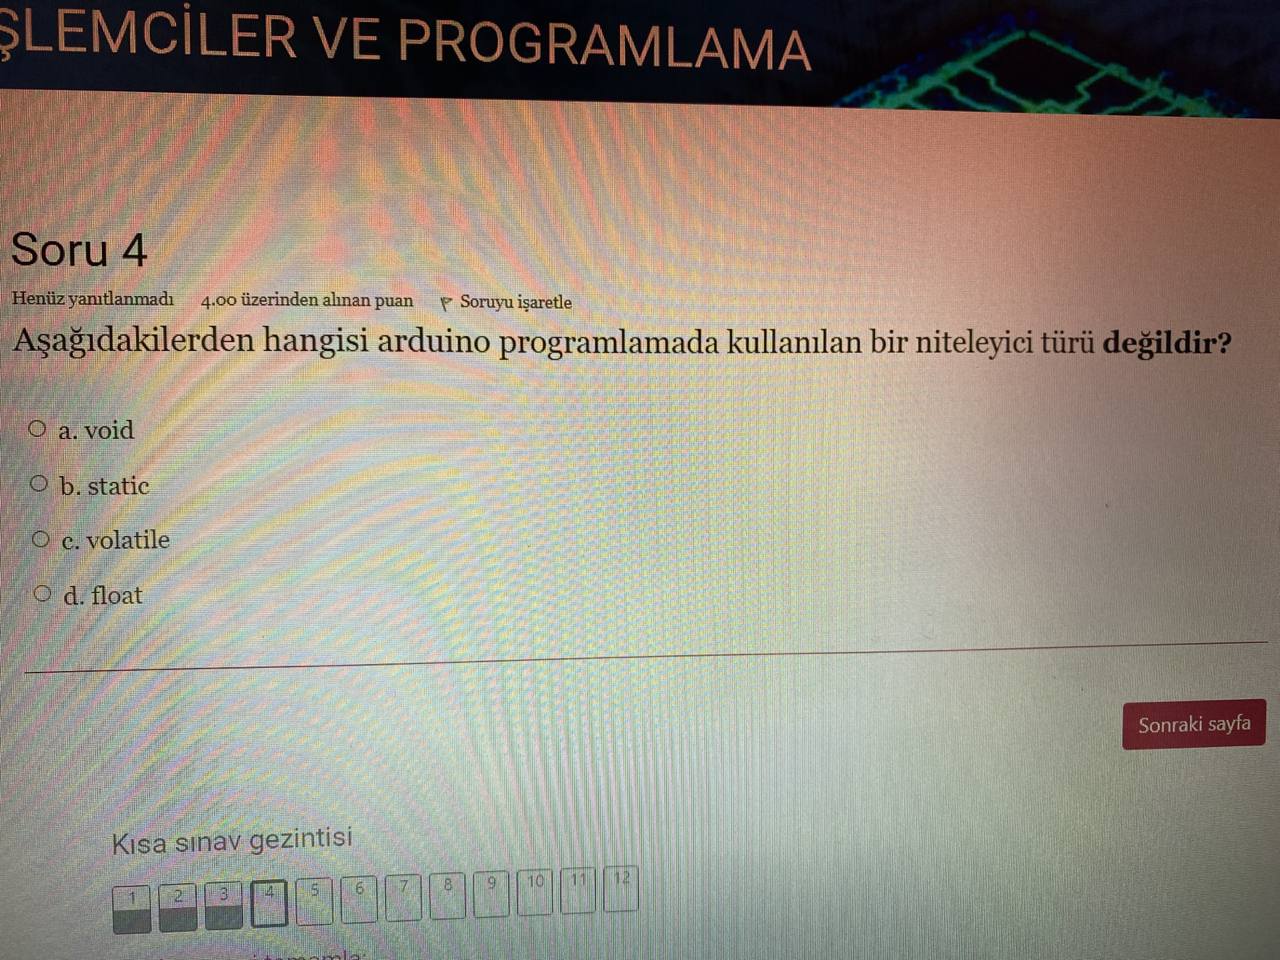 ŞLEMCİLER VE PROGRAMLAMA
Soru 4
Henüz yanıtlanmadı 4,00 üzerinden alınan puan Soruyu işaretle
Aşağıdakilerden hangisi arduino programlamada kullanılan bir niteleyici türü değildir?
a. void
b. static
c. volatile
d. float
Sonraki sayfa
Kısa sınav gezintisi
1 2 3 4 5 6 7 8 9 10 11 12